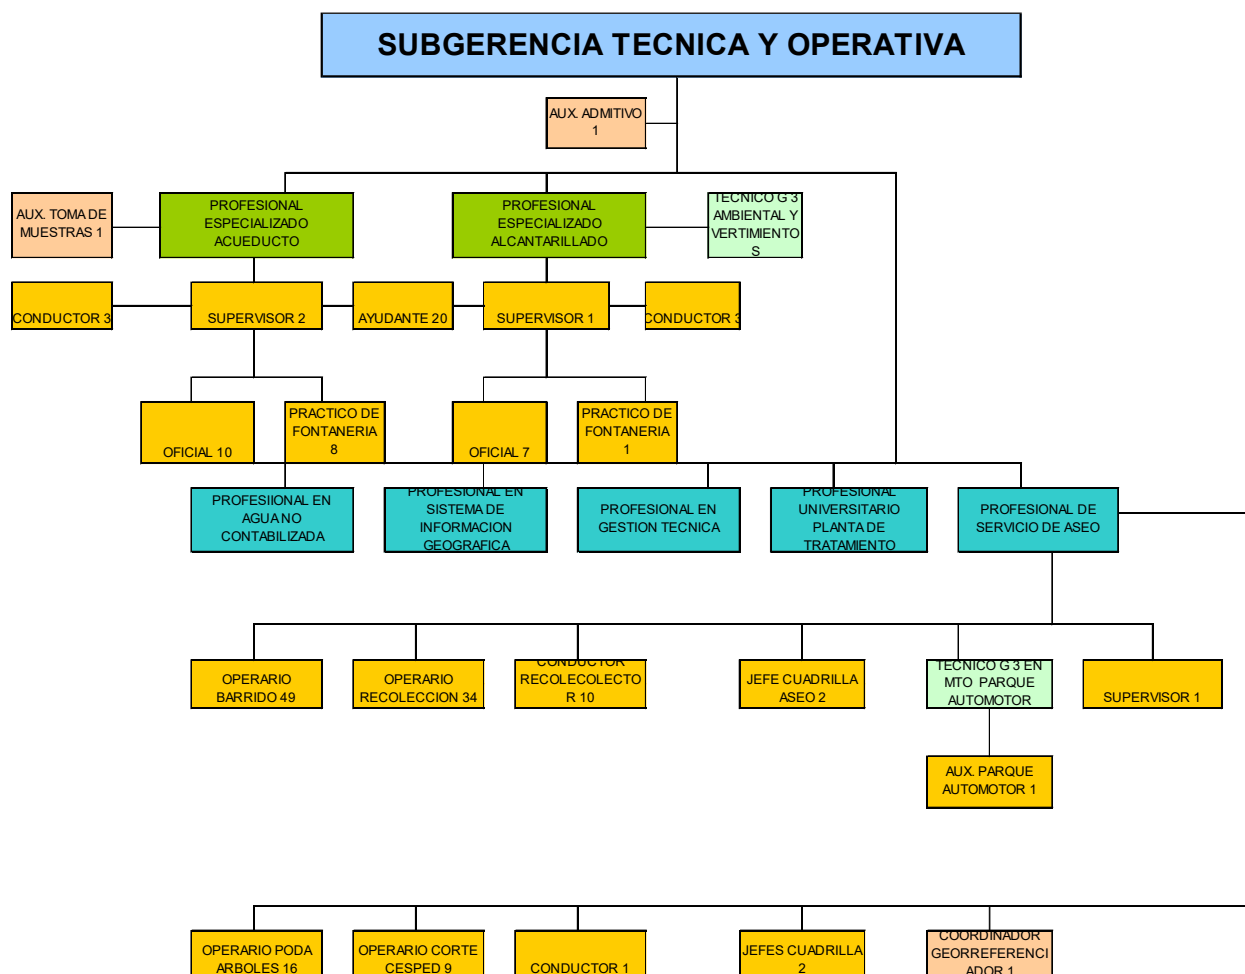 SUBGERENCIA TECNICA Y OPERATIVA
AUX. ADMITIVO
1
AUX. TOMA DE
MUESTRAS 1
PROFESIONAL
ESPECIALIZADO
ACUEDUCTO
PROFESIONAL
ESPECIALIZADO
ALCANTARILLADO
TECNICO G 3
AMBIENTAL Y
VERTIMIENTO
S
CONDUCTOR 3
SUPERVISOR 2
AYUDANTE 20
SUPERVISOR 1
CONDUCTOR 3
OFICIAL 10
PRACTICO DE
FONTANERIA
8
OFICIAL 7
PRACTICO DE
FONTANERIA
1
PROFESIIONAL EN
AGUA NO
CONTABILIZADA
PROFESIONAL EN
SISTEMA DE
INFORMACION
GEOGRAFICA
PROFESIONAL EN
GESTION TECNICA
PROFESIONAL
UNIVERSITARIO
PLANTA DE
TRATAMIENTO
PROFESIONAL DE
SERVICIO DE ASEO
OPERARIO
BARRIDO 49
OPERARIO
RECOLECCION 34
CONDUCTOR
RECOLECOLECTO
R 10
JEFE CUADRILLA
ASEO 2
TECNICO G 3 EN
MTO PARQUE
AUTOMOTOR
SUPERVISOR 1
AUX. PARQUE
AUTOMOTOR 1
OPERARIO PODA
ARBOLES 16
OPERARIO CORTE
CESPED 9
CONDUCTOR 1
JEFES CUADRILLA
2
COORDINADOR
GEORREFERENCI
ADOR 1